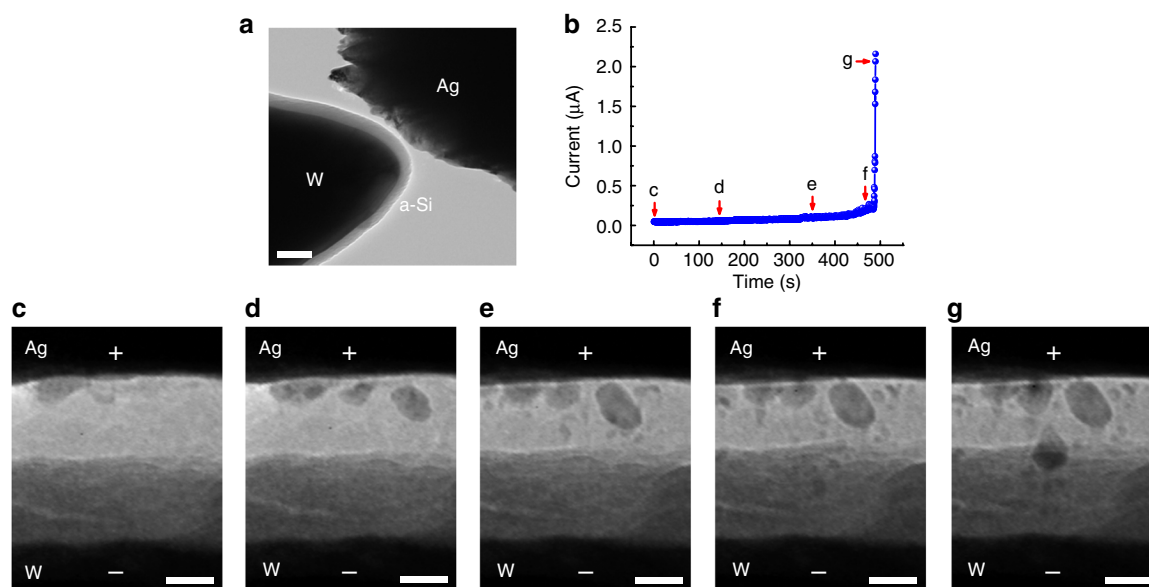 a
Ag
W
a-Si
b
Current (μA)
2.5
2.0
1.5
1.0
0.5
0.0
g
c
d
e
f
0 100 200 300 400 500
Time (s)
c
Ag
+
W
−
d
Ag
+
W
−
e
Ag
+
W
−
f
Ag
+
W
−
g
Ag
+
W
−